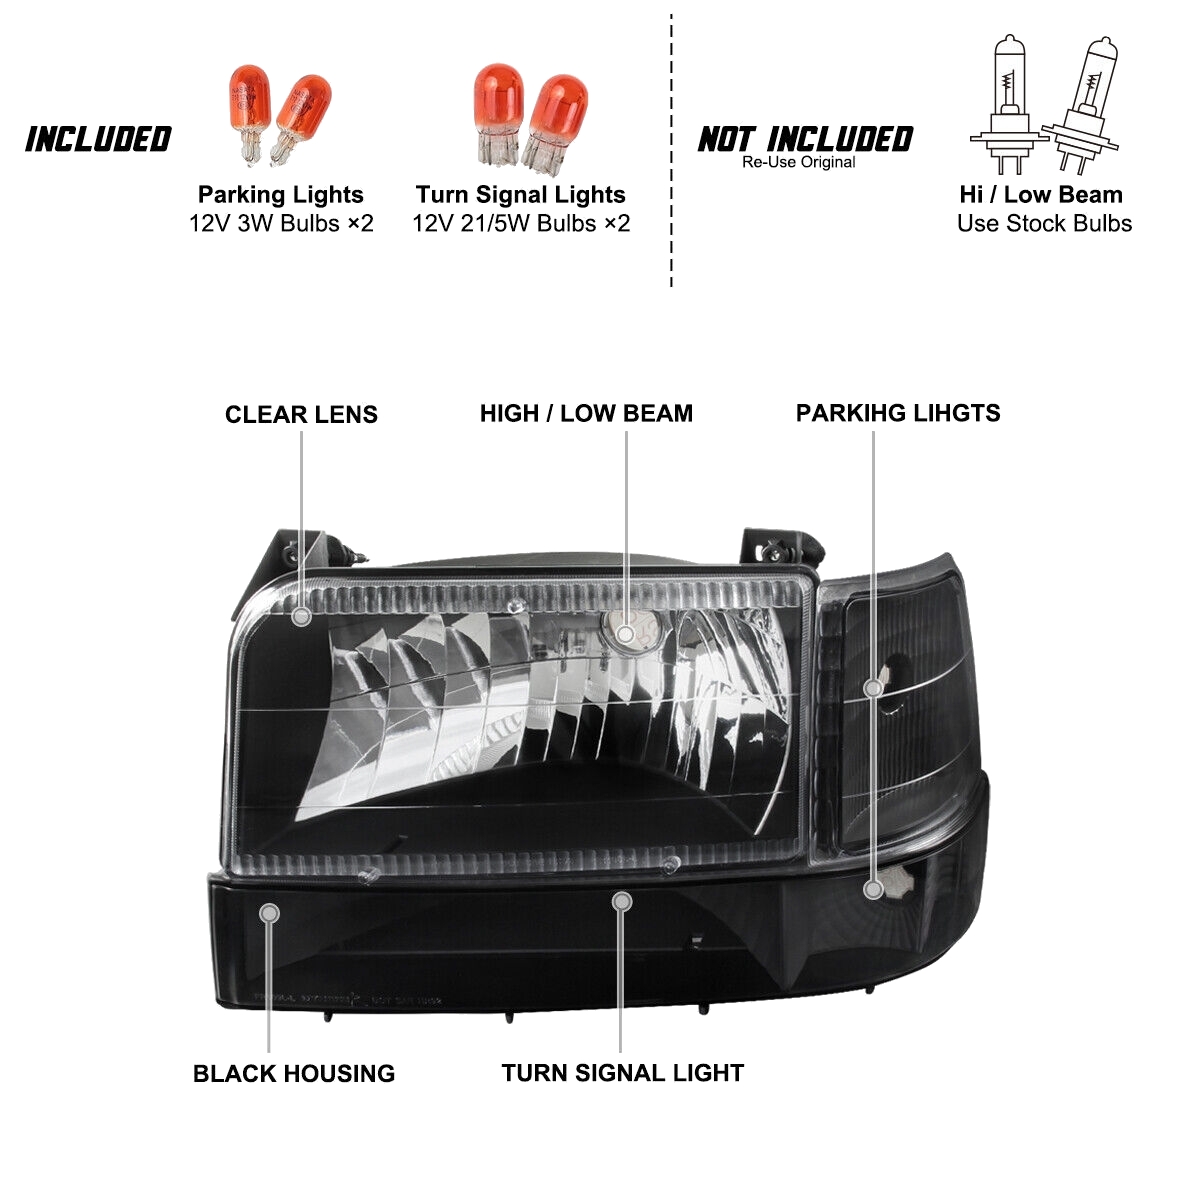 INCLUDED
Parking Lights
12V 3W Bulbs ×2
Turn Signal Lights
12V 21/5W Bulbs ×2
NOT INCLUDED
Re-Use Original
Hi / Low Beam
Use Stock Bulbs
CLEAR LENS
HIGH / LOW BEAM
PARKIHG LIHGTS
BLACK HOUSING
TURN SIGNAL LIGHT